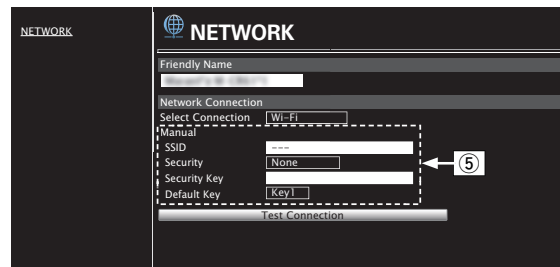 NETWORK
NETWORK
Friendly Name
Network Connection
Select Connection Wi-Fi
Manual
SSID ---
Security None
⑤
Security Key
Default Key Key1
Test Connection